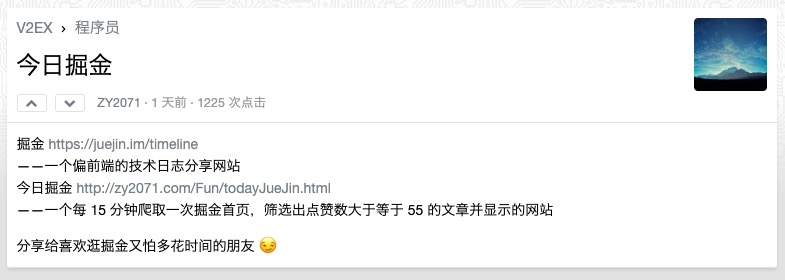 V2EX › 程序员
今日掘金
ZY2071 · 1 天前 · 1225 次点击
掘金 https://juejin.im/timeline
——一个偏前端的技术日志分享网站
今日掘金 http://zy2071.com/Fun/todayJueJin.html
——一个每 15 分钟爬取一次掘金首页，筛选出点赞数大于等于 55 的文章并显示的网站
分享给喜欢逛掘金又怕多花时间的朋友 😏